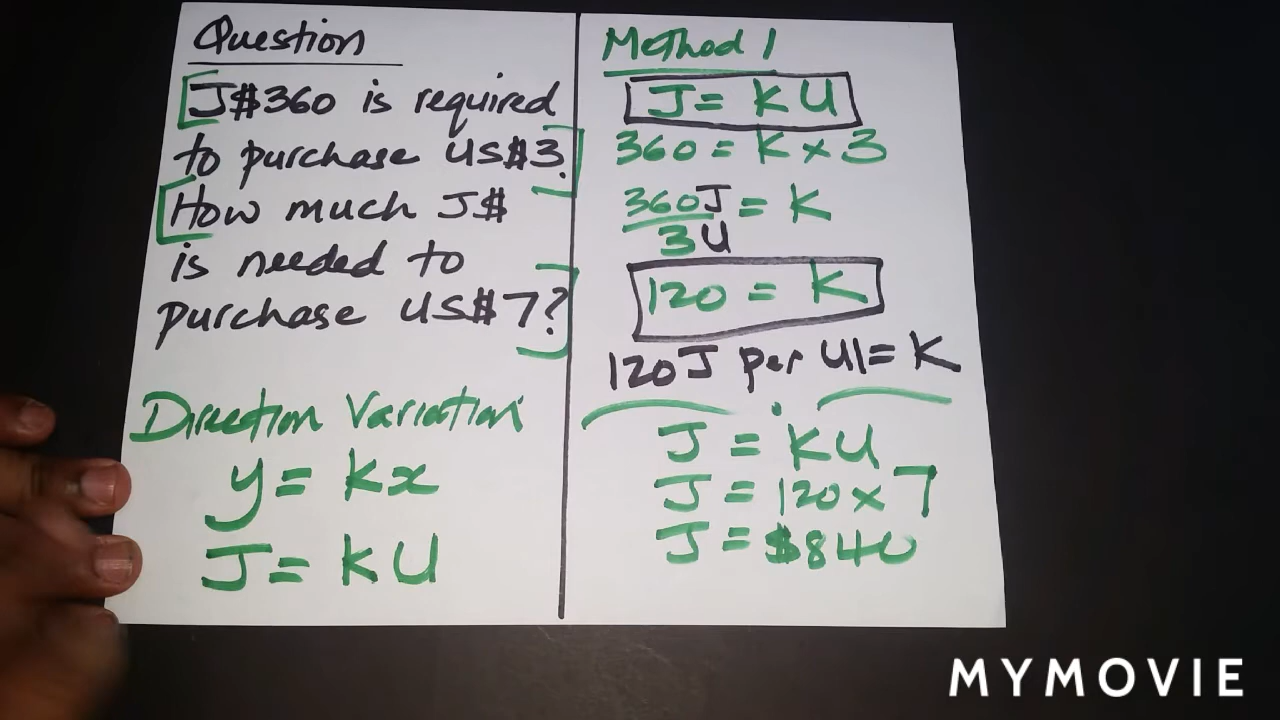 Question
J$360 is required
to purchase US$3.
How much J$
is needed to
purchase US$7?
Direction Variation
y = kx
J = KU
Method 1
J = KU
360 = K x 3
360J = K
3U
120 = K
120J per U1 = K
J = KU
J = 120 x 7
J = $840
MYMOVIE